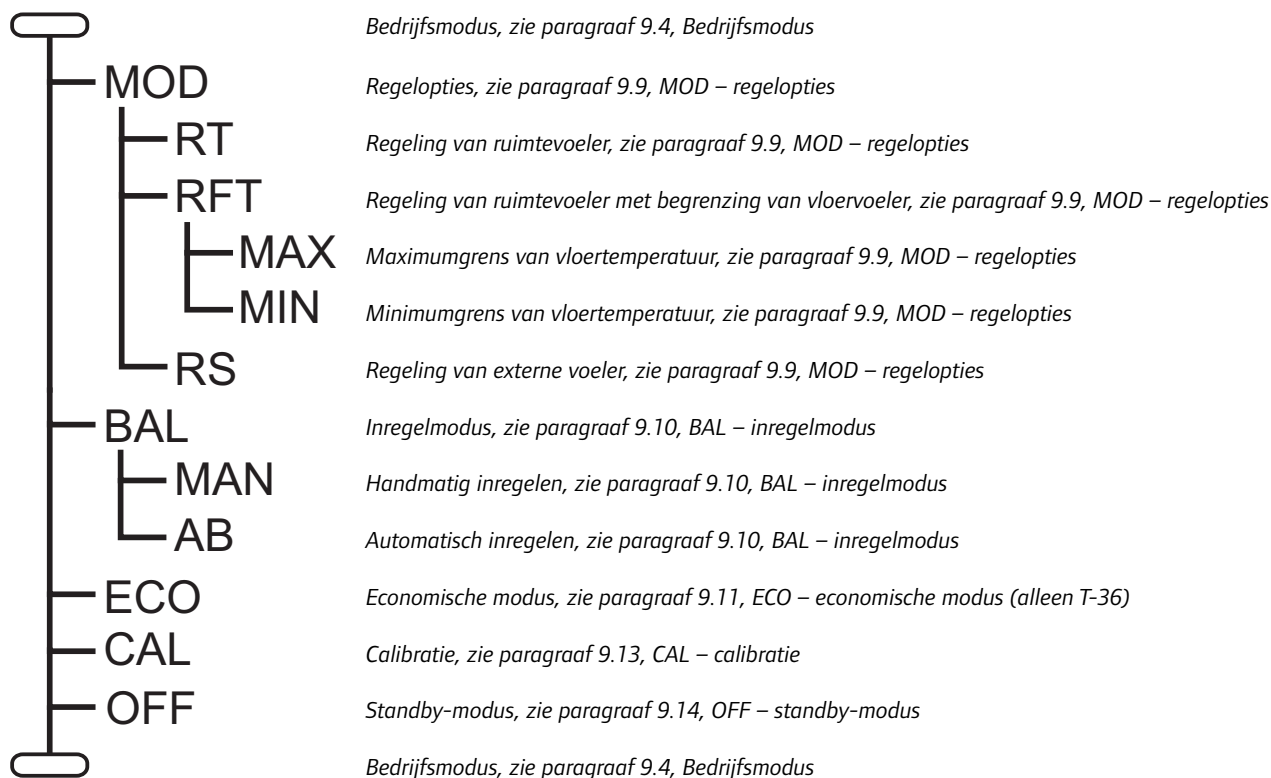 Bedrijfsmodus, zie paragraaf 9.4, Bedrijfsmodus
MOD Regelopties, zie paragraaf 9.9, MOD – regelopties
RT Regeling van ruimtevoeler, zie paragraaf 9.9, MOD – regelopties
RFT Regeling van ruimtevoeler met begrenzing van vloervoeler, zie paragraaf 9.9, MOD – regelopties
MAX Maximumgrens van vloertemperatuur, zie paragraaf 9.9, MOD – regelopties
MIN Minimumgrens van vloertemperatuur, zie paragraaf 9.9, MOD – regelopties
RS Regeling van externe voeler, zie paragraaf 9.9, MOD – regelopties
BAL Inregelmodus, zie paragraaf 9.10, BAL – inregelmodus
MAN Handmatig inregelen, zie paragraaf 9.10, BAL – inregelmodus
AB Automatisch inregelen, zie paragraaf 9.10, BAL – inregelmodus
ECO Economische modus, zie paragraaf 9.11, ECO – economische modus (alleen T-36)
CAL Calibratie, zie paragraaf 9.13, CAL – calibratie
OFF Standby-modus, zie paragraaf 9.14, OFF – standby-modus
Bedrijfsmodus, zie paragraaf 9.4, Bedrijfsmodus